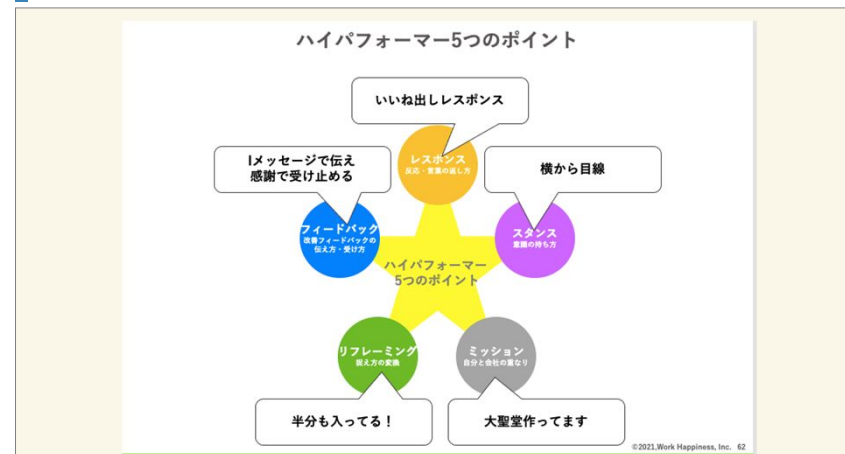 ハイパフォーマー5つのポイント
いいね出しレスポンス
レスポンス
反応・言葉の返し方
Iメッセージで伝え
感謝で受け止める
横から目線
フィードバック
改善フィードバックの
伝え方・受け方
スタンス
意識の持ち方
ハイパフォーマー
5つのポイント
リフレーミング
捉え方の変換
ミッション
自分と会社の重なり
半分も入ってる！
大聖堂作ってます
©2021,Work Happiness, Inc. 62